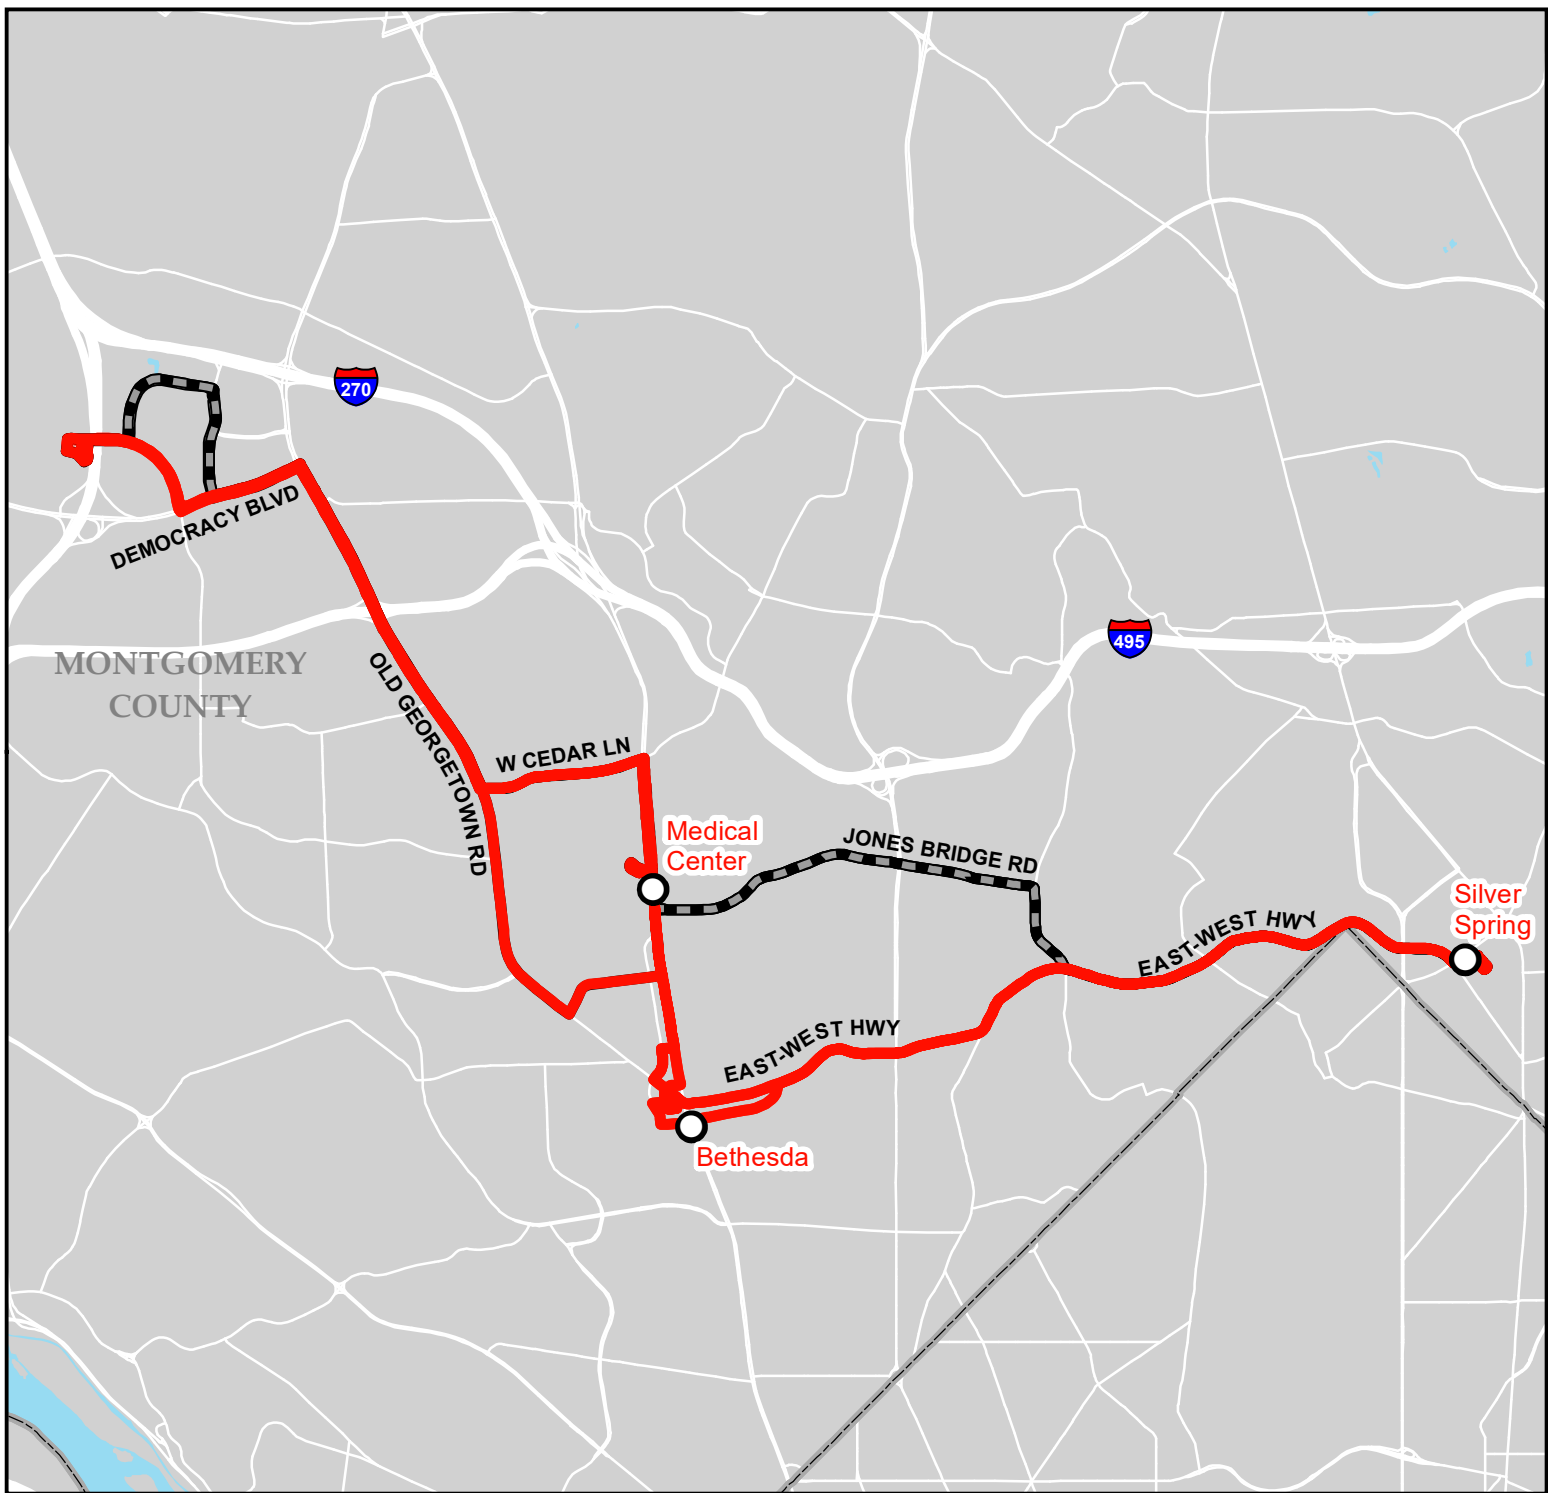 270
DEMOCRACY BLVD
495
MONTGOMERY
COUNTY
OLD GEORGETOWN RD
W CEDAR LN
Medical
Center
JONES BRIDGE RD
Silver
Spring
EAST-WEST HWY
EAST-WEST HWY
Bethesda